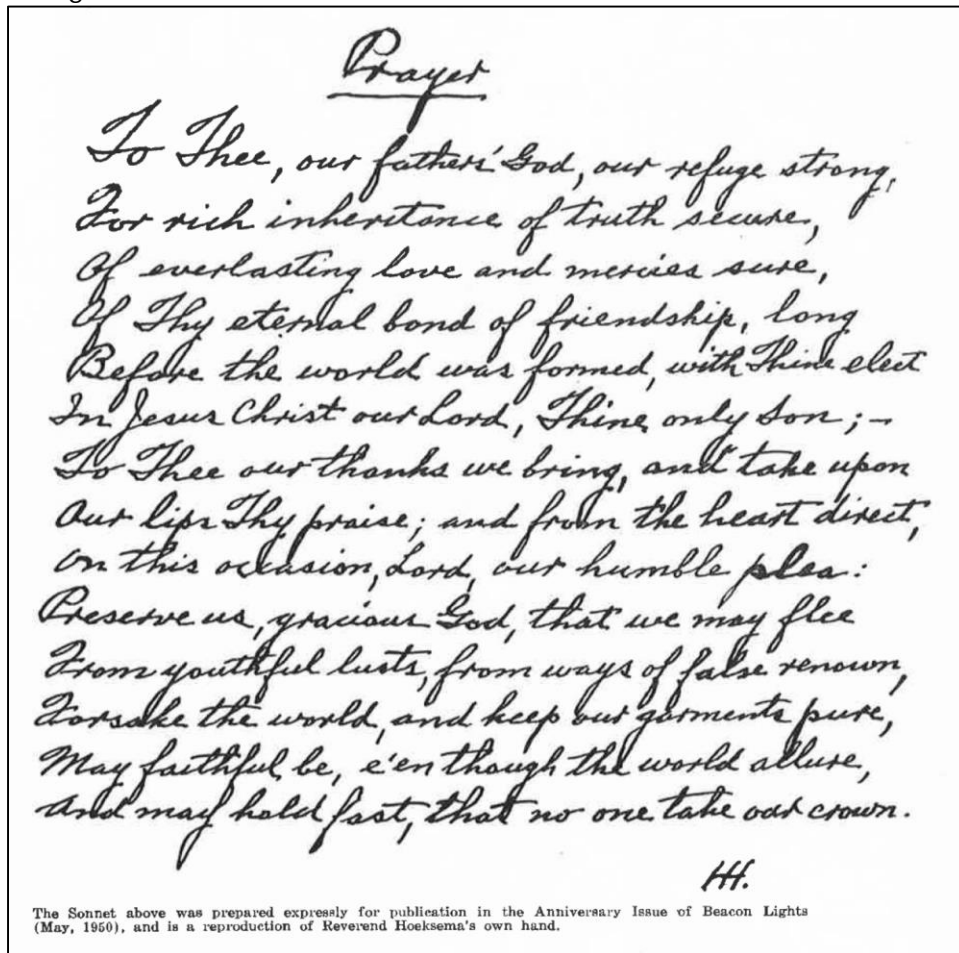 Prayer
To Thee, our fathers' God, our refuge strong,
For rich inheritance of truth secure,
Of everlasting love and mercies sure,
Of Thy eternal bond of friendship, long
Before the world was formed, with Thine elect
In Jesus Christ our Lord, Thine only Son; –
To Thee our thanks we bring, and take upon
Our lips Thy praise; and from the heart direct,
On this occasion, Lord, our humble plea:
Preserve us, gracious God, that we may flee
From youthful lusts, from ways of false renown,
Forsake the world, and keep our garments pure,
May faithful be, e'en though the world allure,
And may hold fast, that no one take our crown.
HH.
The Sonnet above was prepared expressly for publication in the Anniversary Issue of Beacon Lights
(May, 1950), and is a reproduction of Reverend Hoeksema's own hand.